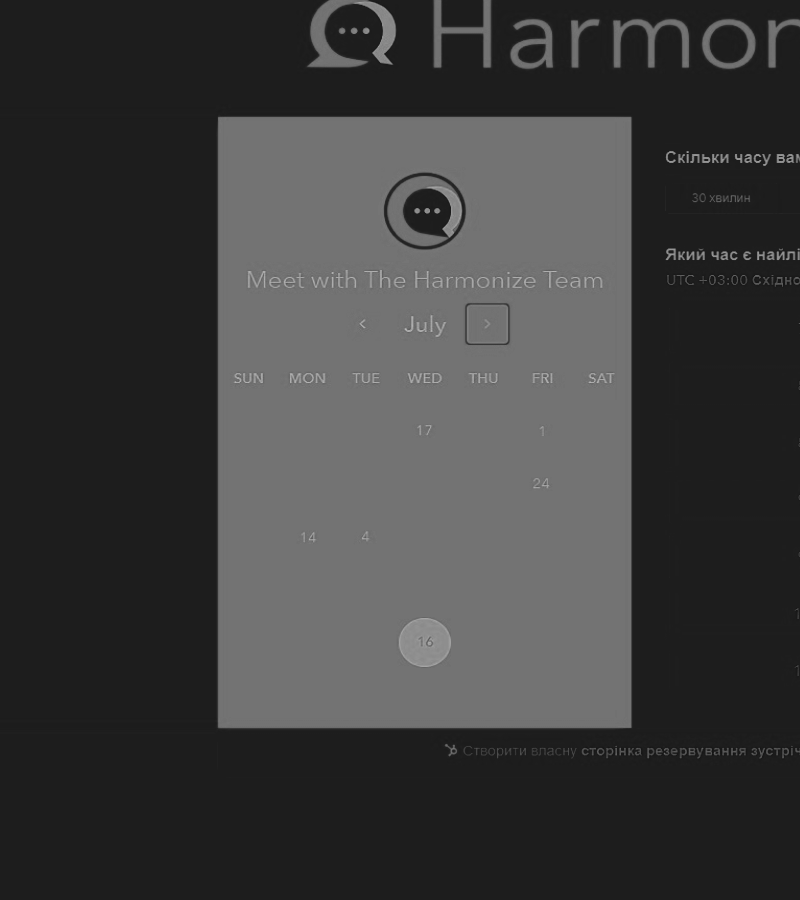 Harmon
Meet with The Harmonize Team
July
SUN MON TUE WED THU FRI SAT
17 1
24
14 4
16
Скільки часу вам
30 хвилин
Який час є найлі
UTC +03:00 Східно
Створити власну сторінка резервування зустріч